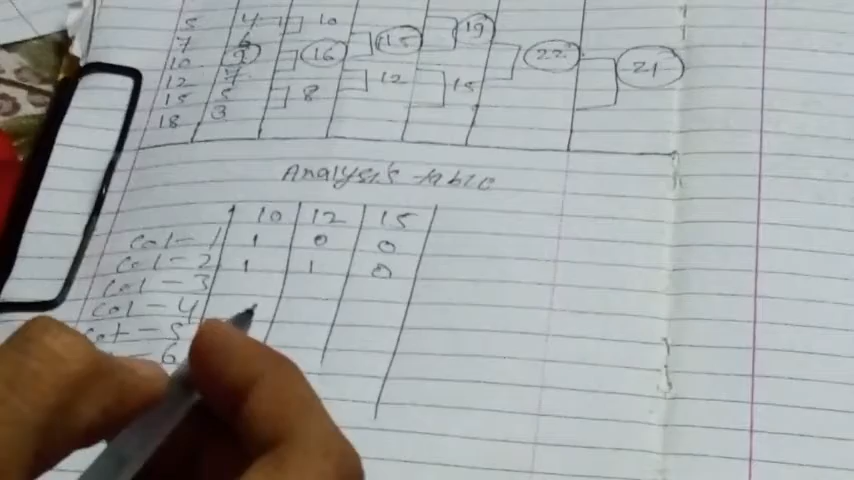 5 4 10 19
7 6 15
10 9 16 22 21
12 7 12
15 5 8 15
18 3
Analysis table
10 12 15
Col-1 1 0 0
Col-2 1 1 0
Col-3
Col-4
Col-5
-6